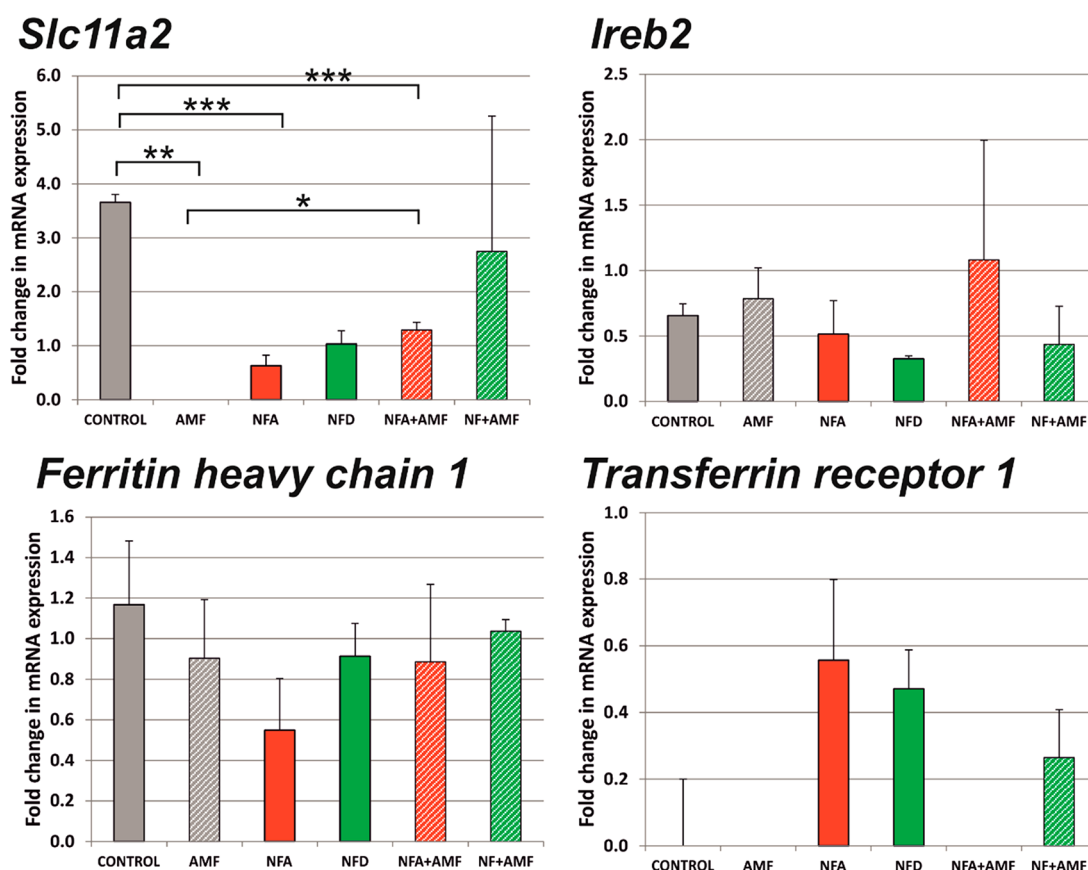 Slc11a2
Fold change in mRNA expression
6.0
5.0
4.0
3.0
2.0
1.0
0.0
***
***
**
*
CONTROL AMF NFA NFD NFA+AMF NF+AMF
Ireb2
Fold change in mRNA expression
2.5
2.0
1.5
1.0
0.5
0.0
CONTROL AMF NFA NFD NFA+AMF NF+AMF
Ferritin heavy chain 1
Fold change in mRNA expression
1.6
1.4
1.2
1.0
0.8
0.6
0.4
0.2
0.0
CONTROL AMF NFA NFD NFA+AMF NF+AMF
Transferrin receptor 1
Fold change in mRNA expression
1.0
0.8
0.6
0.4
0.2
0.0
CONTROL AMF NFA NFD NFA+AMF NF+AMF